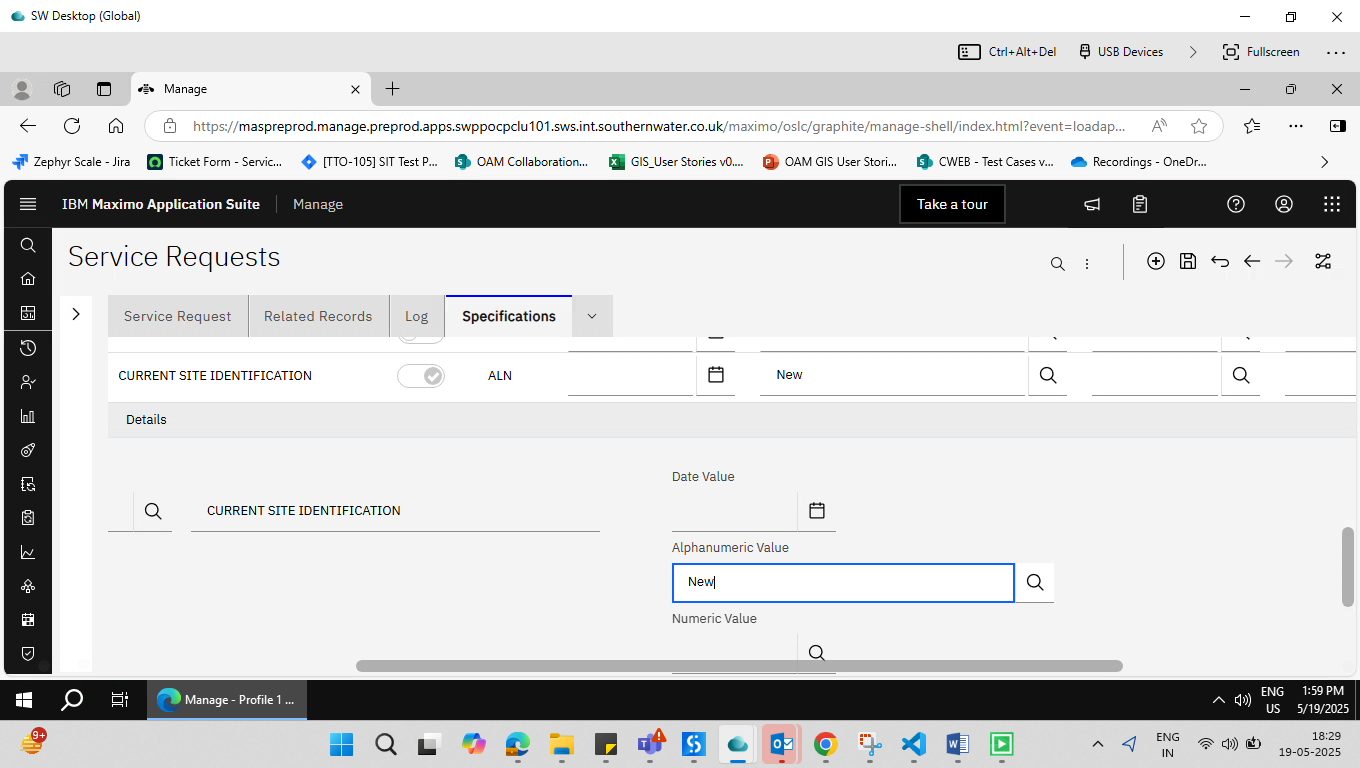 SW Desktop (Global)
Ctrl+Alt+Del
USB Devices
Fullscreen
Manage
https://maspreprod.manage.preprod.apps.swppocpclu101.sws.int.southernwater.co.uk/maximo/oslc/graphite/manage-shell/index.html?event=loadap...
Zephyr Scale - Jira
Ticket Form - Servic...
[TTO-105] SIT Test P...
OAM Collaboration...
GIS_User Stories v0....
OAM GIS User Stori...
CWEB - Test Cases v...
Recordings - OneDr...
IBM Maximo Application Suite
Manage
Take a tour
Service Requests
Service Request
Related Records
Log
Specifications
CURRENT SITE IDENTIFICATION
ALN
New
Details
Date Value
CURRENT SITE IDENTIFICATION
Alphanumeric Value
New
Numeric Value
Manage - Profile 1 ...
ENG
US
1:59 PM
5/19/2025
9+
ENG
IN
18:29
19-05-2025